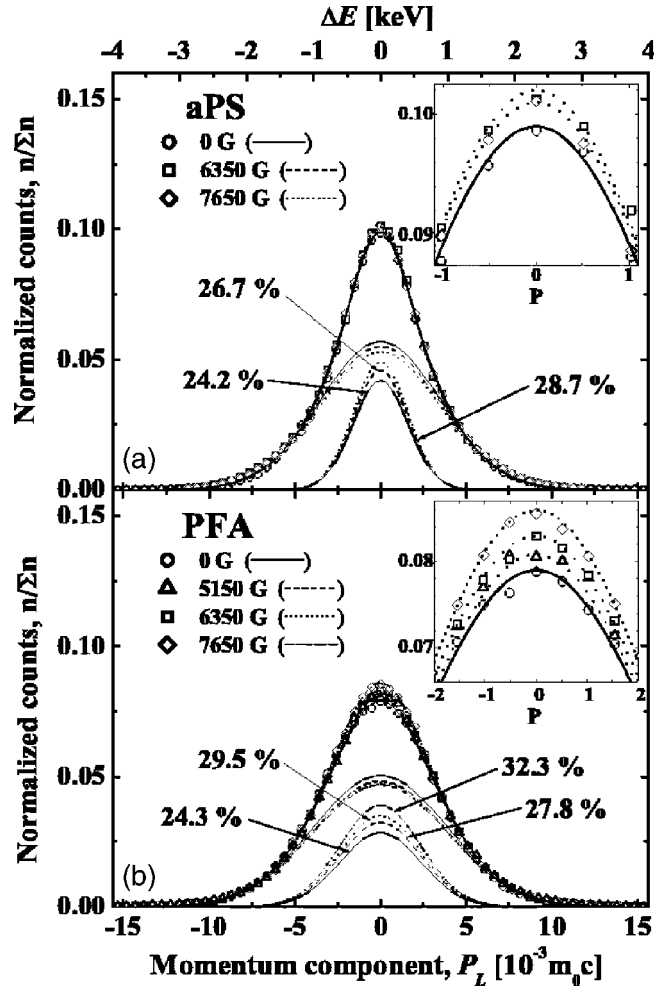 ΔE [keV]
-4 -3 -2 -1 0 1 2 3 4
Normalized counts, n/Σn
0.15
0.10
0.05
0.00
aPS
0 G (——)
6350 G (-----)
7650 G (······)
0.10
0.09
-1 0 1
P
26.7 %
24.2 %
28.7 %
(a)
Normalized counts, n/Σn
0.15
0.10
0.05
0.00
PFA
0 G (——)
5150 G (-----)
6350 G (······)
7650 G (——)
0.08
0.07
-2 -1 0 1 2
P
29.5 %
32.3 %
24.3 %
27.8 %
(b)
-15 -10 -5 0 5 10 15
Momentum component, P_L [10⁻³ m₀c]